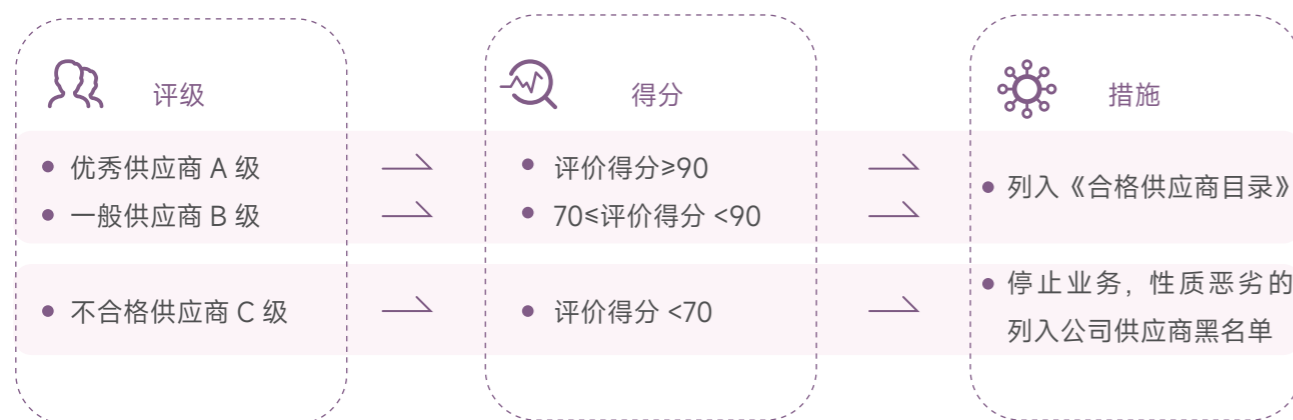 评级
得分
措施
优秀供应商 A 级
评价得分≥90
列入《合格供应商目录》
一般供应商 B 级
70≤评价得分 <90
不合格供应商 C 级
评价得分 <70
停止业务，性质恶劣的
列入公司供应商黑名单